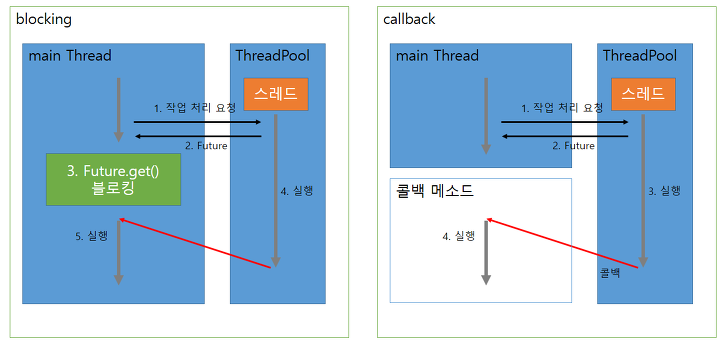 blocking
main Thread
ThreadPool
스레드
1. 작업 처리 요청
2. Future
3. Future.get()
블로킹
4. 실행
5. 실행
callback
main Thread
ThreadPool
스레드
1. 작업 처리 요청
2. Future
콜백 메소드
3. 실행
4. 실행
콜백